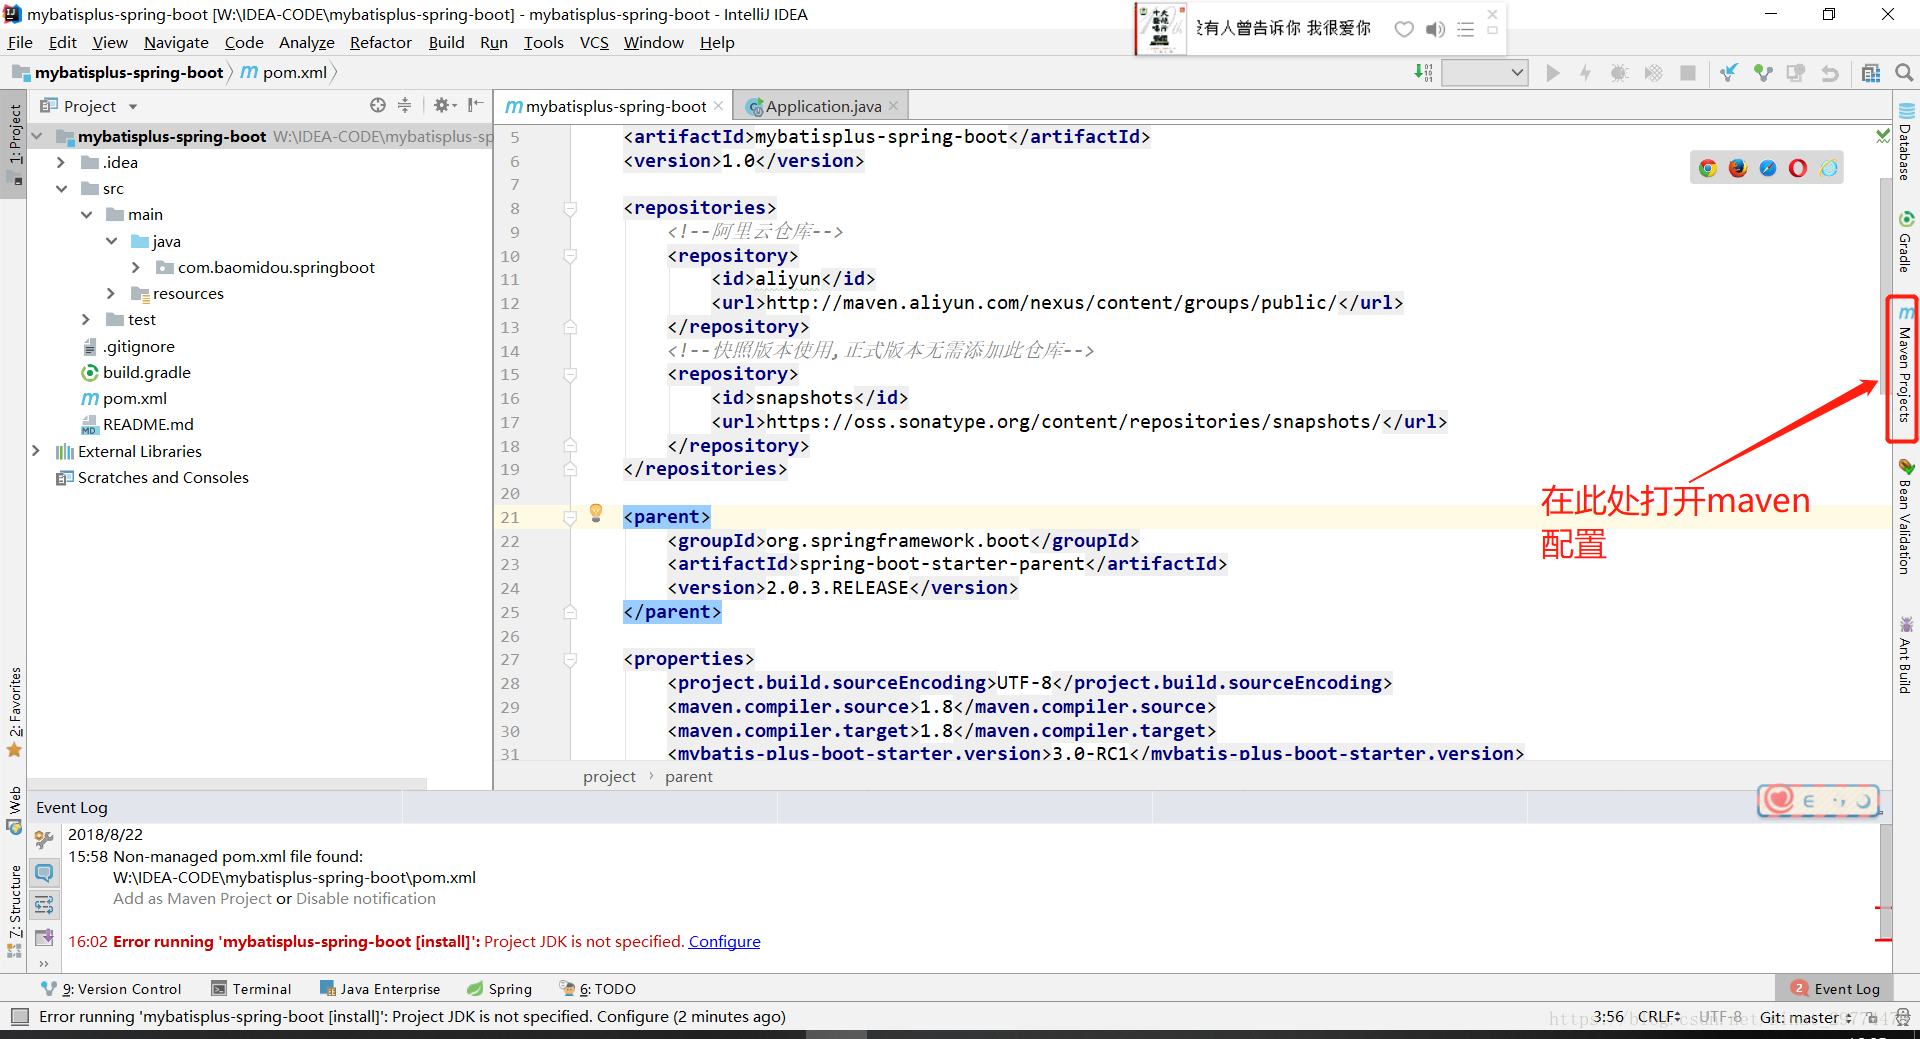 mybatisplus-spring-boot [W:\IDEA-CODE\mybatisplus-spring-boot] - mybatisplus-spring-boot - IntelliJ IDEA
有人曾告诉你 我很爱你
File Edit View Navigate Code Analyze Refactor Build Run Tools VCS Window Help
mybatisplus-spring-boot pom.xml
Project
mybatisplus-spring-boot Application.java
1: Project
mybatisplus-spring-boot W:\IDEA-CODE\mybatisplus-sp
.idea
src
main
java
com.baomidou.springboot
resources
test
.gitignore
build.gradle
pom.xml
README.md
External Libraries
Scratches and Consoles
5 <artifactId>mybatisplus-spring-boot</artifactId>
6 <version>1.0</version>
7
8 <repositories>
9 <!--阿里云仓库-->
10 <repository>
11 <id>aliyun</id>
12 <url>http://maven.aliyun.com/nexus/content/groups/public/</url>
13 </repository>
14 <!--快照版本使用,正式版本无需添加此仓库-->
15 <repository>
16 <id>snapshots</id>
17 <url>https://oss.sonatype.org/content/repositories/snapshots/</url>
18 </repository>
19 </repositories>
20
21 <parent>
22 <groupId>org.springframework.boot</groupId>
23 <artifactId>spring-boot-starter-parent</artifactId>
24 <version>2.0.3.RELEASE</version>
25 </parent>
26
27 <properties>
28 <project.build.sourceEncoding>UTF-8</project.build.sourceEncoding>
29 <maven.compiler.source>1.8</maven.compiler.source>
30 <maven.compiler.target>1.8</maven.compiler.target>
31 <mybatis-plus-boot-starter.version>3.0-RC1</mybatis-plus-boot-starter.version>
project › parent
Database
Gradle
Maven Projects
Bean Validation
Ant Build
在此处打开maven
配置
2: Favorites
Web
7: Structure
Event Log
2018/8/22
15:58 Non-managed pom.xml file found:
W:\IDEA-CODE\mybatisplus-spring-boot\pom.xml
Add as Maven Project or Disable notification
16:02 Error running 'mybatisplus-spring-boot [install]': Project JDK is not specified. Configure
9: Version Control Terminal Java Enterprise Spring 6: TODO 2 Event Log
Error running 'mybatisplus-spring-boot [install]': Project JDK is not specified. Configure (2 minutes ago)
3:56 CRLF UTF-8 Git: master